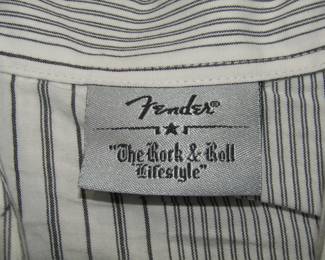 Fender®
"The Rock & Roll
Lifestyle"